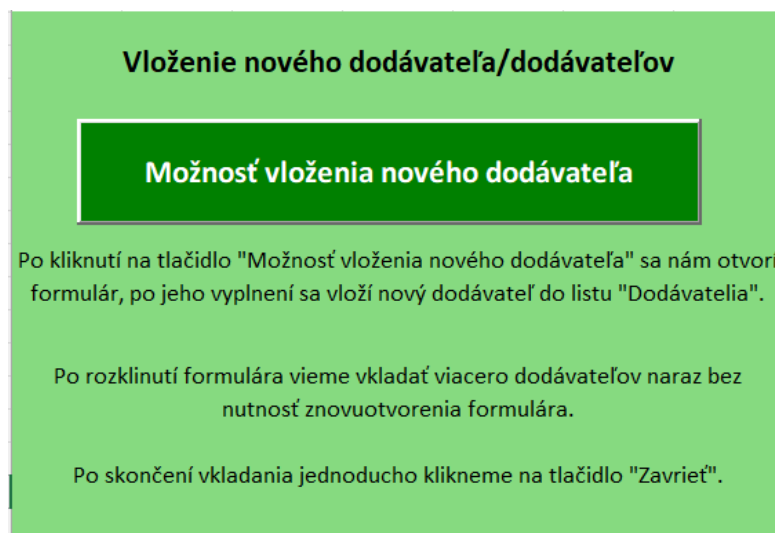 Vloženie nového dodávateľa/dodávateľov
Možnosť vloženia nového dodávateľa
Po kliknutí na tlačidlo "Možnosť vloženia nového dodávateľa" sa nám otvorí
formulár, po jeho vyplnení sa vloží nový dodávateľ do listu "Dodávatelia".
Po rozklinutí formulára vieme vkladať viacero dodávateľov naraz bez
nutnosť znovuotvorenia formulára.
Po skončení vkladania jednoducho klikneme na tlačidlo "Zavrieť".